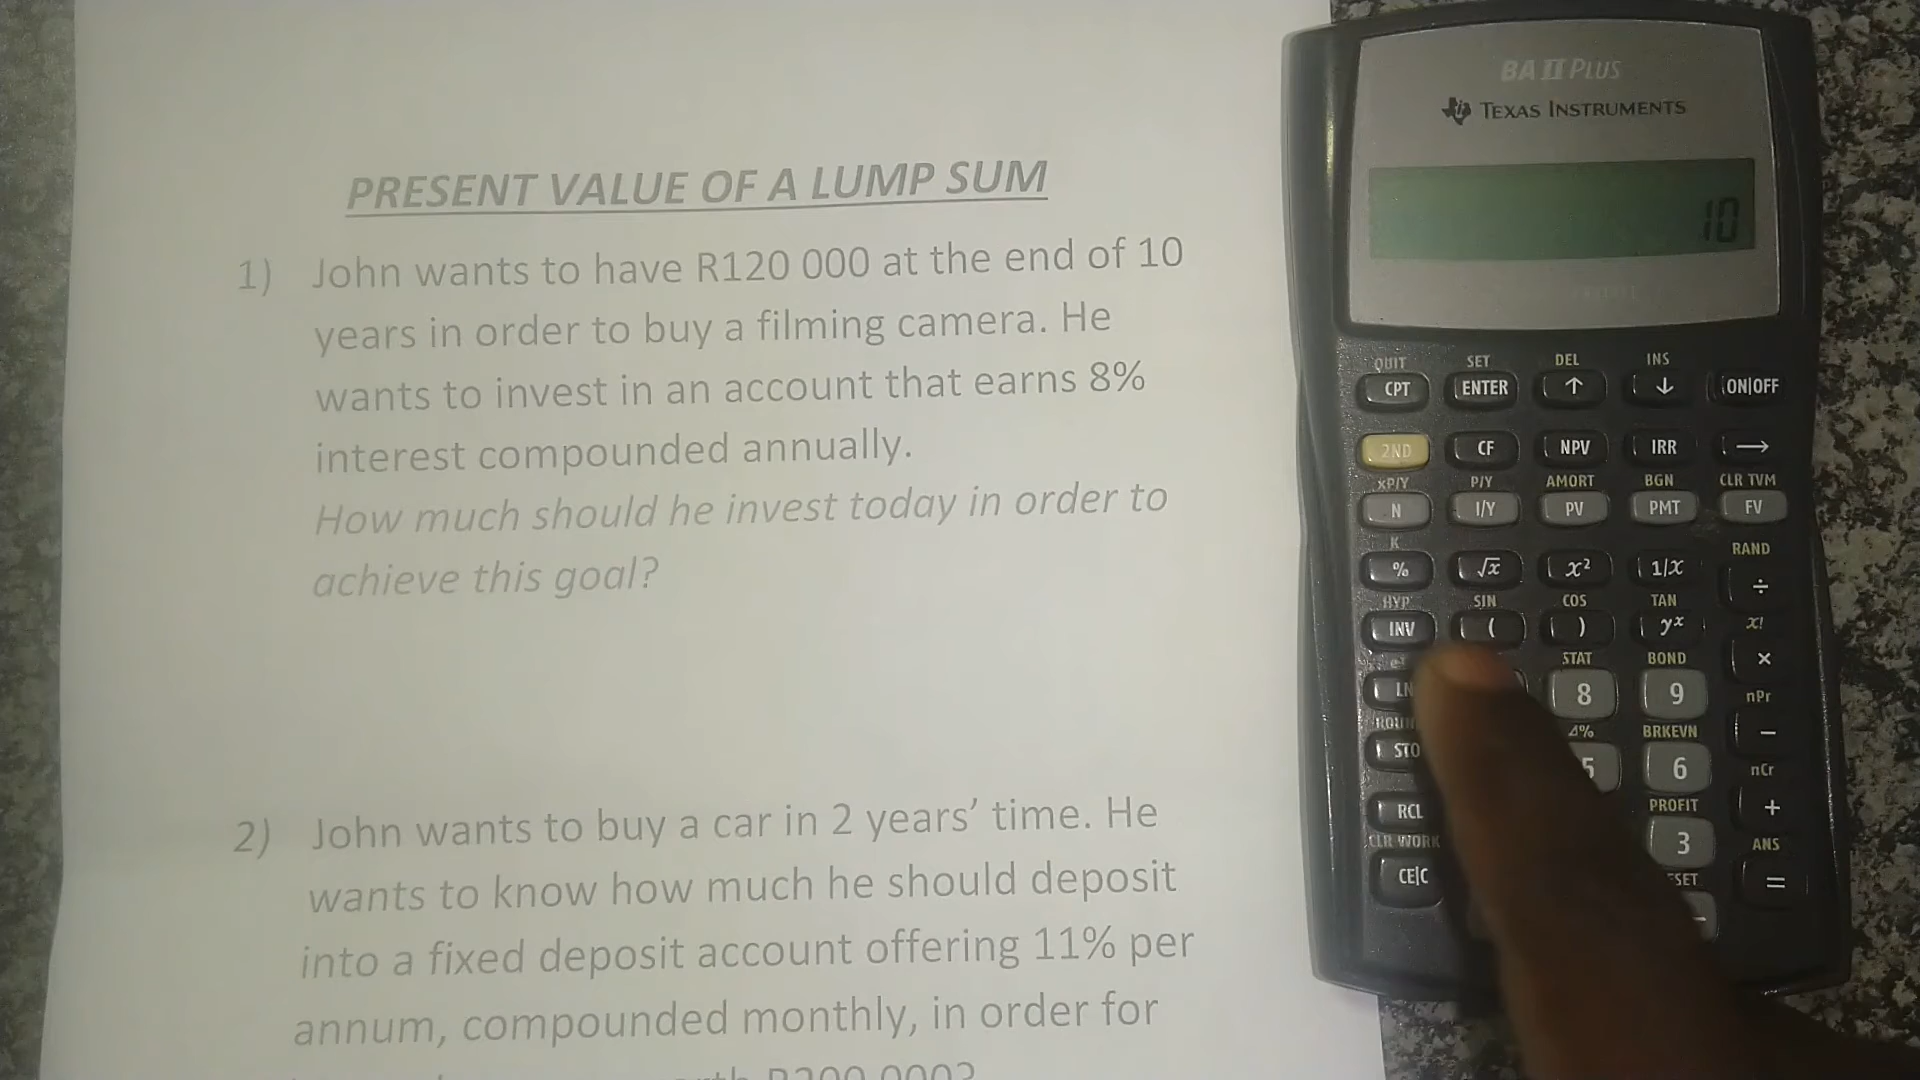 PRESENT VALUE OF A LUMP SUM
1) John wants to have R120 000 at the end of 10
years in order to buy a filming camera. He
wants to invest in an account that earns 8%
interest compounded annually.
How much should he invest today in order to
achieve this goal?
2) John wants to buy a car in 2 years’ time. He
wants to know how much he should deposit
into a fixed deposit account offering 11% per
annum, compounded monthly, in order for
BA II PLUS
TEXAS INSTRUMENTS
10
QUIT SET DEL INS
CPT ENTER ↑ ↓ ON|OFF
2ND CF NPV IRR →
xP/Y P/Y AMORT BGN CLR TVM
N I/Y PV PMT FV
K RAND
% √x x² 1/x ÷
HYP SIN COS TAN x!
INV ( ) yˣ ×
STAT BOND nPr
LN 8 9 −
Δ% BRKEVN nCr
STO 5 6 +
PROFIT ANS
RCL 3 =
CLR WORK
CE|C